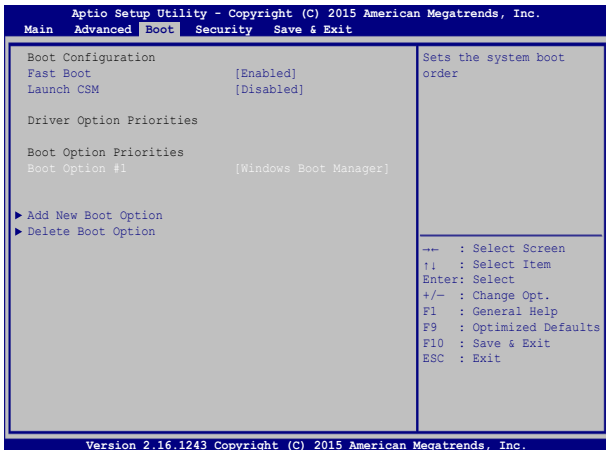 Aptio Setup Utility - Copyright (C) 2015 American Megatrends, Inc.
Main Advanced Boot Security Save & Exit
Boot Configuration
Fast Boot [Enabled]
Launch CSM [Disabled]
Driver Option Priorities
Boot Option Priorities
Boot Option #1 [Windows Boot Manager]
▶ Add New Boot Option
▶ Delete Boot Option
Sets the system boot
order
→← : Select Screen
↑↓ : Select Item
Enter: Select
+/— : Change Opt.
F1 : General Help
F9 : Optimized Defaults
F10 : Save & Exit
ESC : Exit
Version 2.16.1243 Copyright (C) 2015 American Megatrends, Inc.